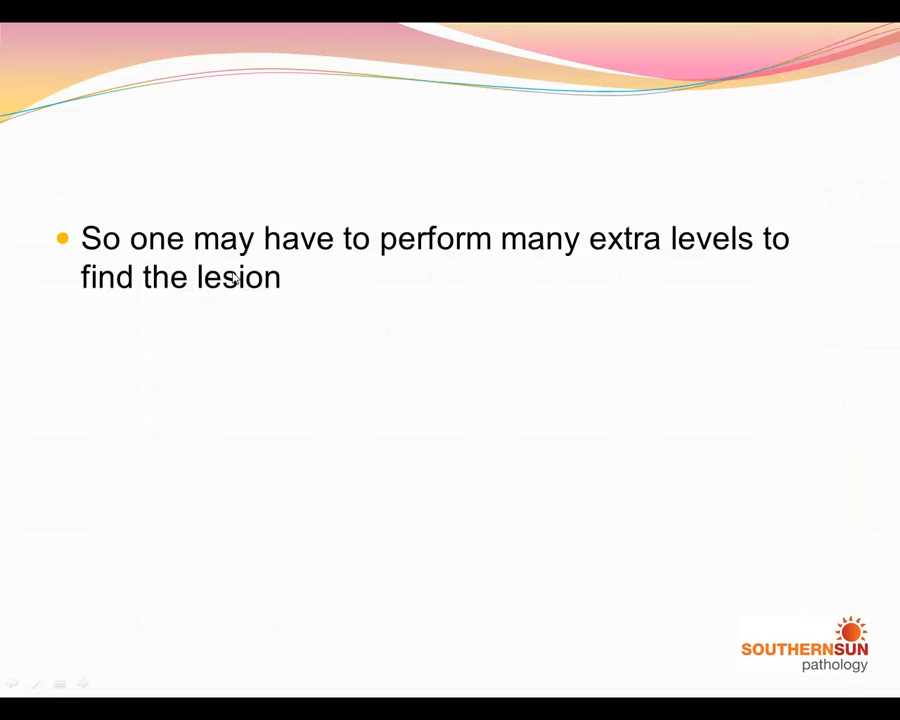 So one may have to perform many extra levels to
find the lesion
SOUTHERNSUN
pathology